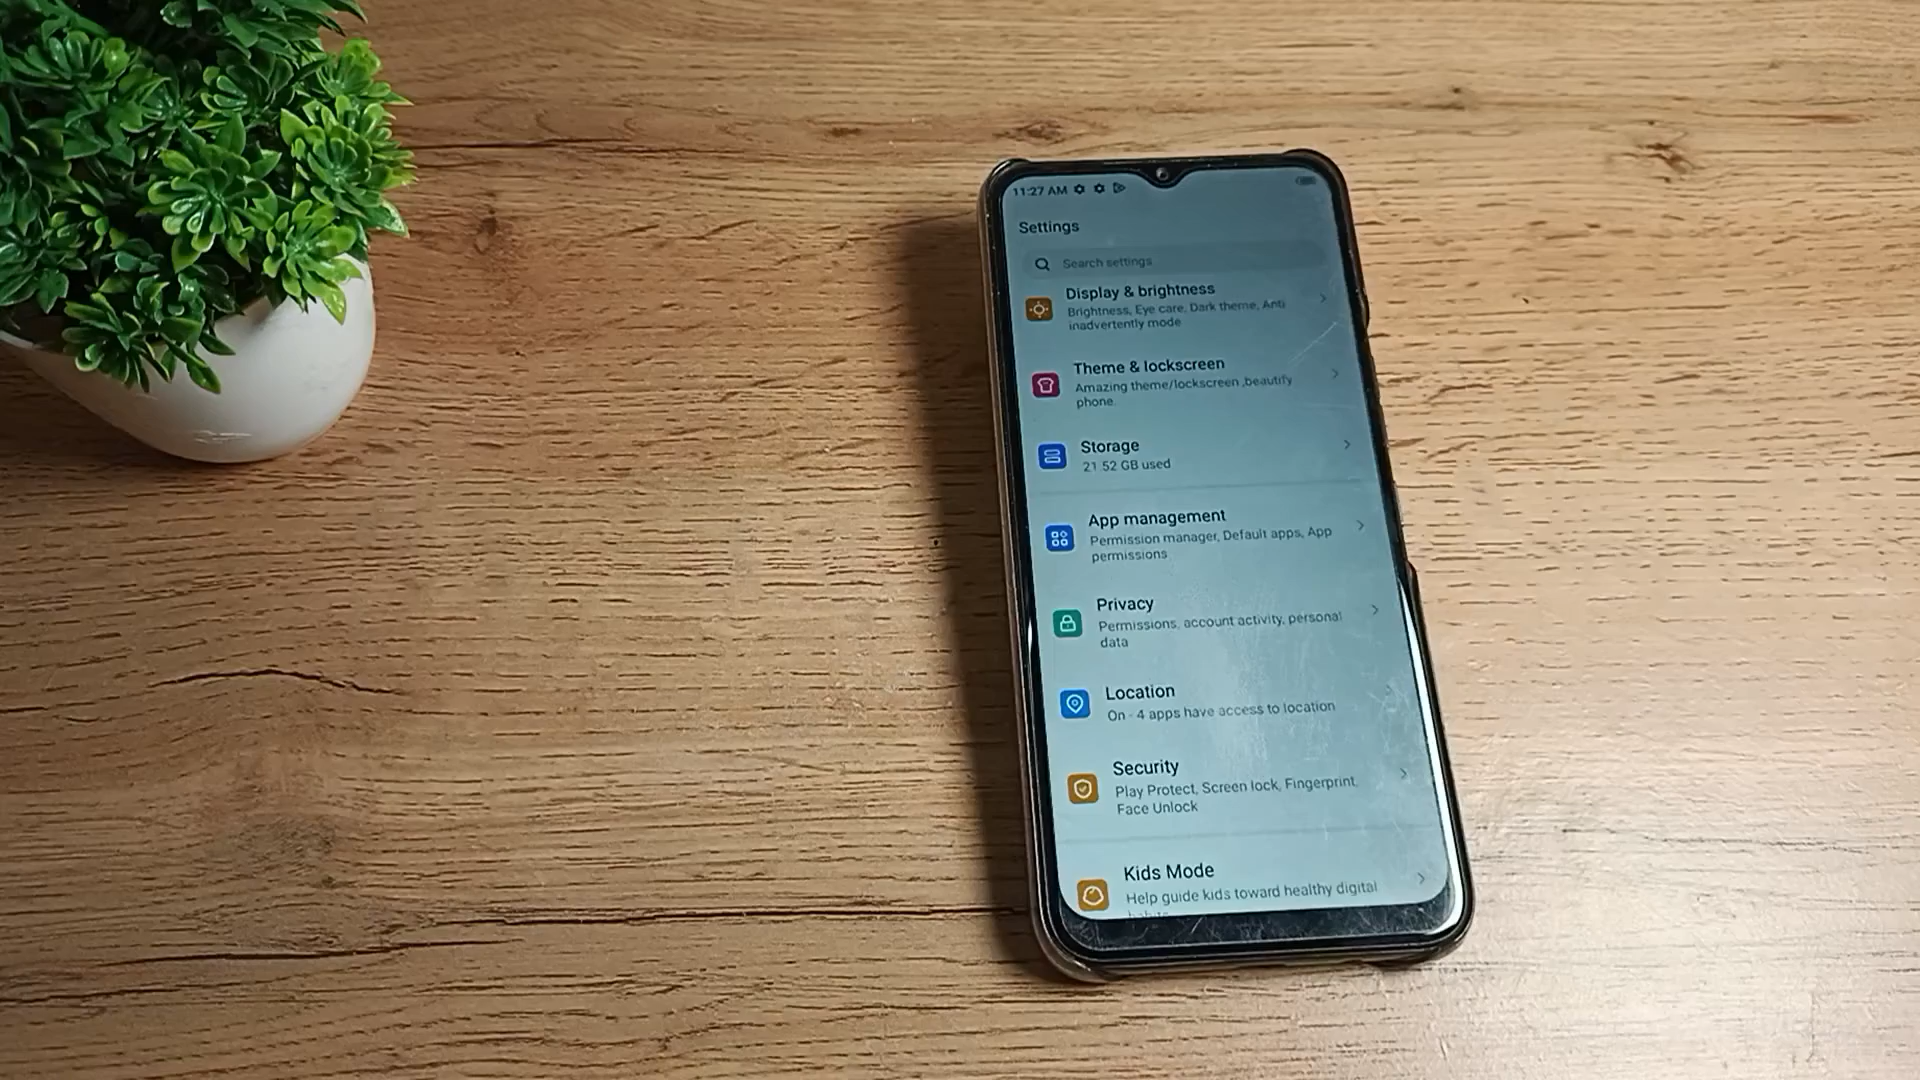 11:27 AM
Settings
Search settings
Display & brightness
Brightness, Eye care, Dark theme, Anti
inadvertently mode
Theme & lockscreen
Amazing theme/lockscreen ,beautify
phone.
Storage
21.52 GB used
App management
Permission manager, Default apps, App
permissions
Privacy
Permissions, account activity, personal
data
Location
On - 4 apps have access to location
Security
Play Protect, Screen lock, Fingerprint,
Face Unlock
Kids Mode
Help guide kids toward healthy digital